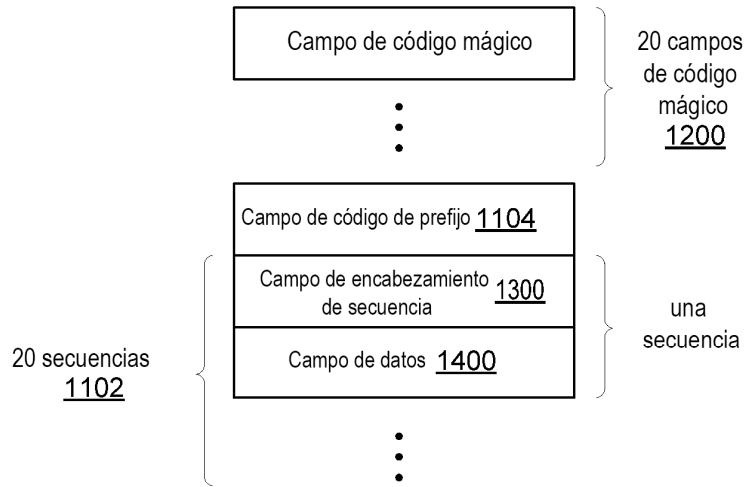 Campo de código mágico
20 campos
de código
mágico
1200
Campo de código de prefijo 1104
Campo de encabezamiento
de secuencia 1300
Campo de datos 1400
una
secuencia
20 secuencias
1102